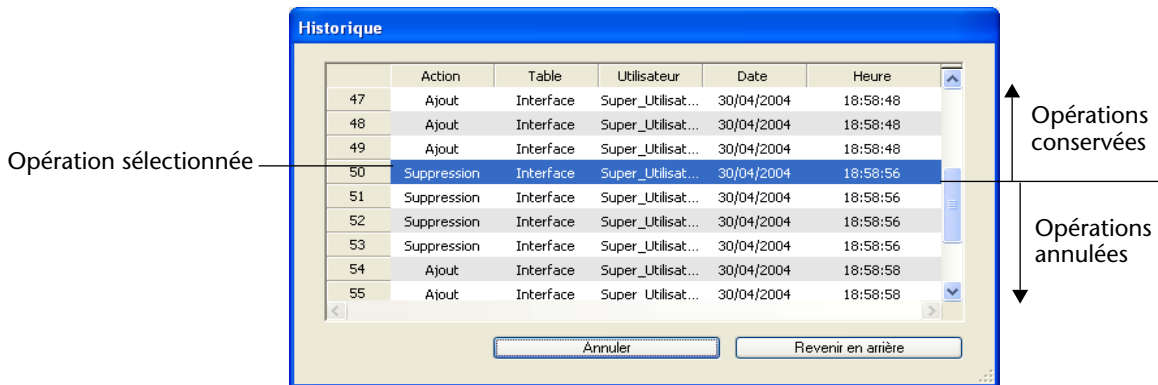 Historique
Action Table Utilisateur Date Heure
47 Ajout Interface Super_Utilisat... 30/04/2004 18:58:48
48 Ajout Interface Super_Utilisat... 30/04/2004 18:58:48
49 Ajout Interface Super_Utilisat... 30/04/2004 18:58:48
50 Suppression Interface Super_Utilisat... 30/04/2004 18:58:56
51 Suppression Interface Super_Utilisat... 30/04/2004 18:58:56
52 Suppression Interface Super_Utilisat... 30/04/2004 18:58:56
53 Suppression Interface Super_Utilisat... 30/04/2004 18:58:56
54 Ajout Interface Super_Utilisat... 30/04/2004 18:58:58
55 Ajout Interface Super_Utilisat... 30/04/2004 18:58:58
Annuler Revenir en arrière
Opération sélectionnée
Opérations
conservées
Opérations
annulées